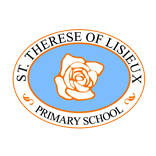 ST. THERESE OF LISIEUX
PRIMARY SCHOOL